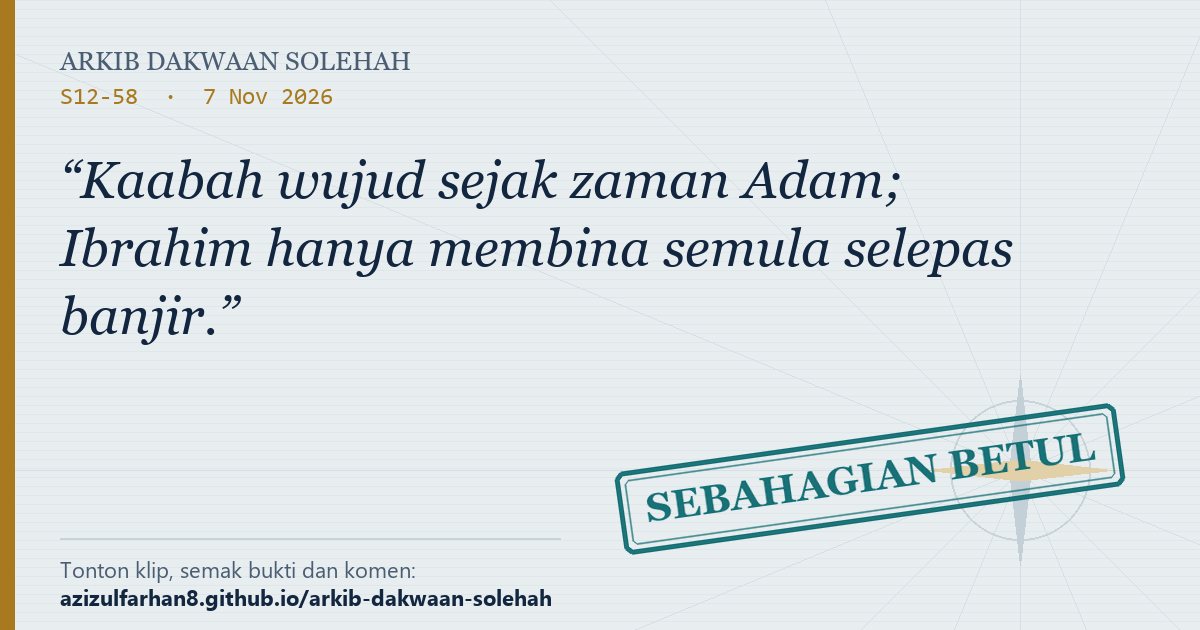 ARKIB DAKWAAN SOLEHAH
S12-58 · 7 Nov 2026
“Kaabah wujud sejak zaman Adam;
Ibrahim hanya membina semula selepas
banjir.”
SEBAHAGIAN BETUL
Tonton klip, semak bukti dan komen:
azizulfarhan8.github.io/arkib-dakwaan-solehah